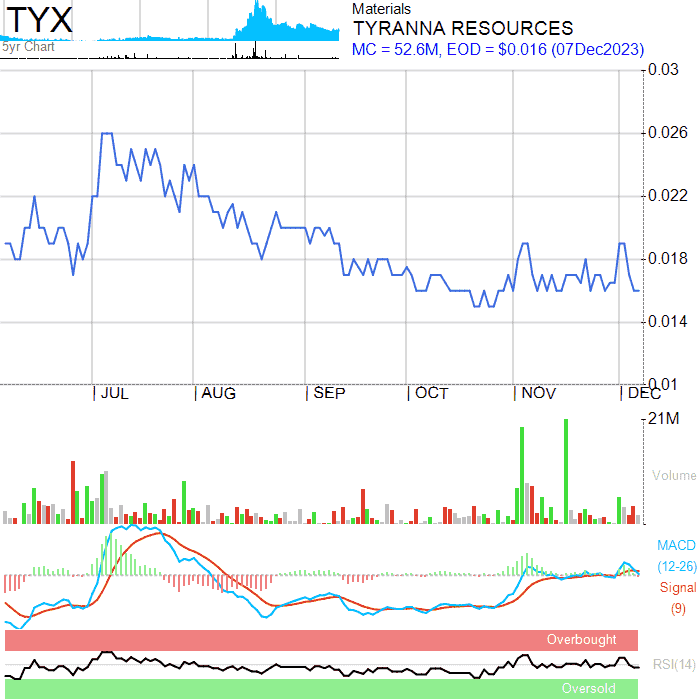 TYX
5yr Chart
Materials
TYRANNA RESOURCES
MC = 52.6M, EOD = $0.016 (07Dec2023)
0.03
0.026
0.022
0.018
0.014
0.01
JUL AUG SEP OCT NOV DEC
21M
Volume
MACD
(12-26)
Signal
(9)
Overbought
RSI(14)
Oversold